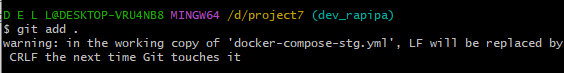 D E L L@DESKTOP-VRU4NB8 MINGW64 /d/project7 (dev_rapipa)
$ git add .
warning: in the working copy of 'docker-compose-stg.yml', LF will be replaced by
 CRLF the next time Git touches it